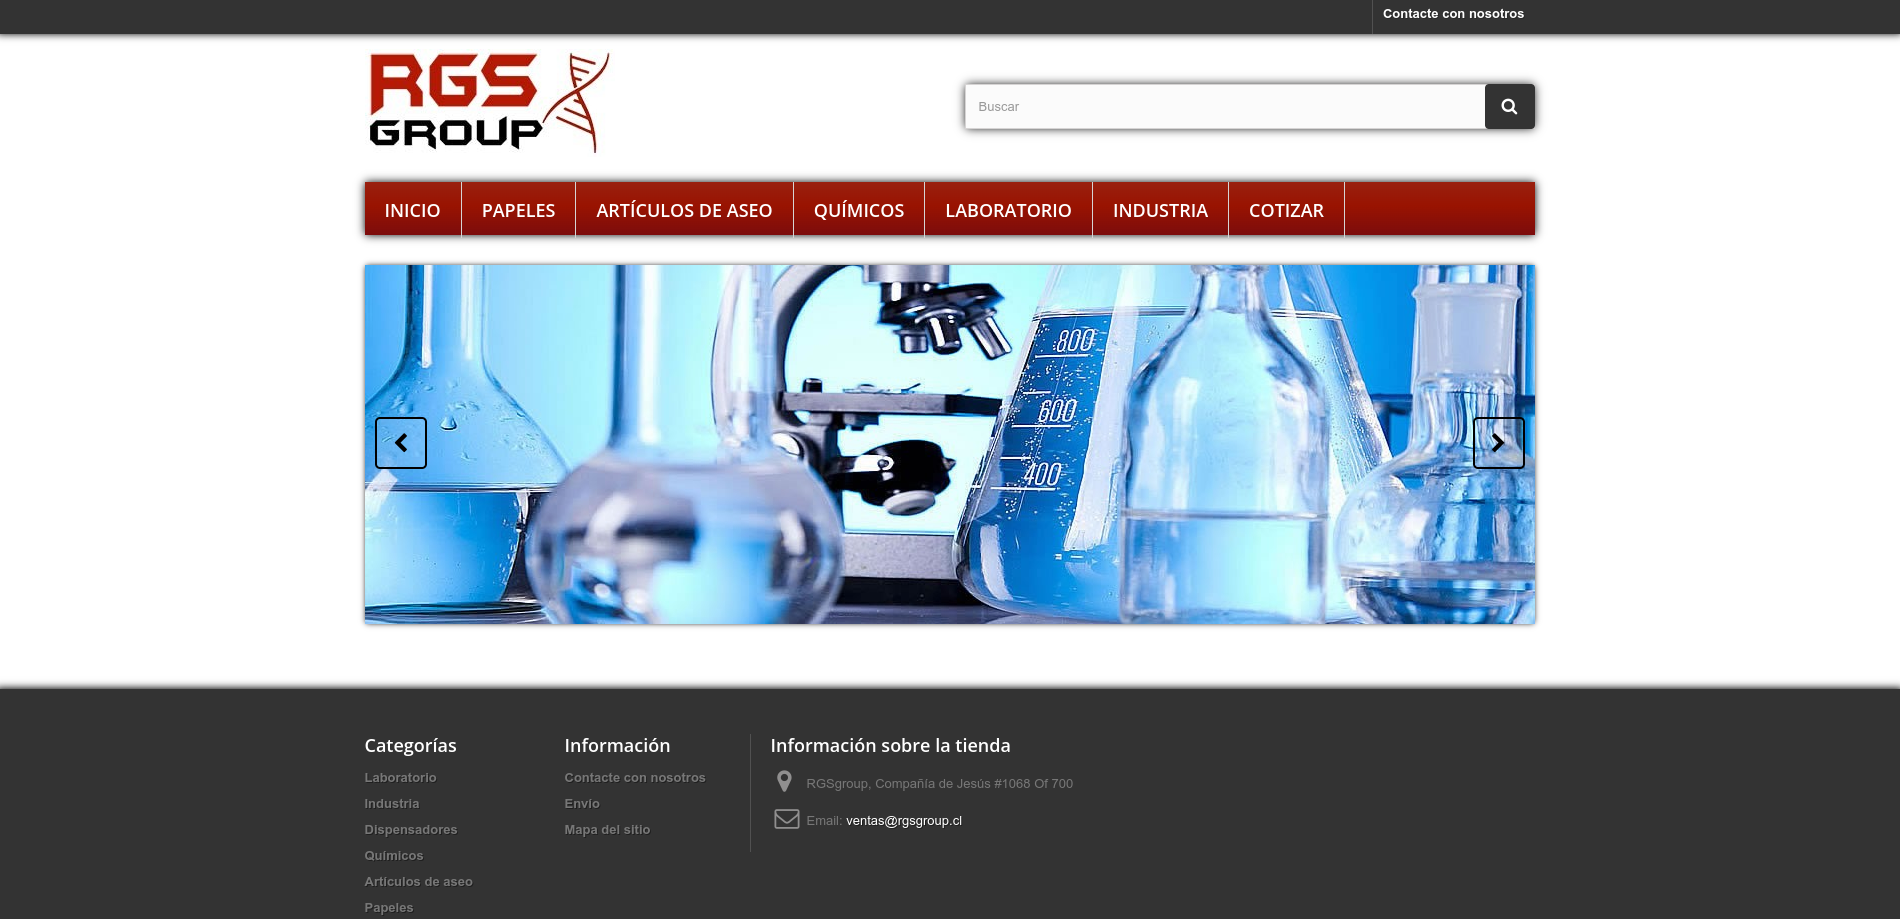 Contacte con nosotros
RGS
GROUP
Buscar
INICIO PAPELES ARTÍCULOS DE ASEO QUÍMICOS LABORATORIO INDUSTRIA COTIZAR
800
600
400
Categorías
Laboratorio
Industria
Dispensadores
Químicos
Artículos de aseo
Papeles
Información
Contacte con nosotros
Envío
Mapa del sitio
Información sobre la tienda
RGSgroup, Compañía de Jesús #1068 Of 700
Email: ventas@rgsgroup.cl